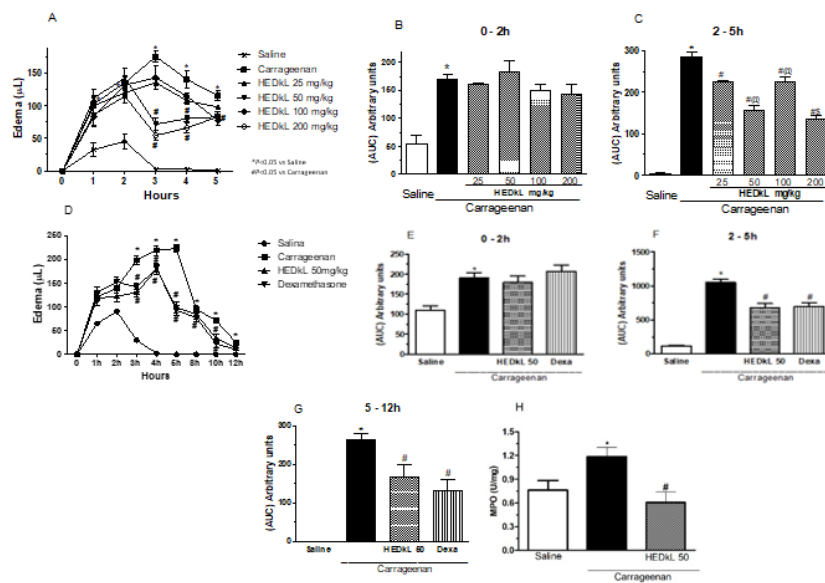 A
Edema (µL)
150
100
50
0
0 1 2 3 4 5
Hours
* * *
# # # # #
Saline
Carrageenan
HEDkL 25 mg/kg
HEDkL 50 mg/kg
HEDkL 100 mg/kg
HEDkL 200 mg/kg
*P<0.05 vs Saline
#P<0.05 vs Carrageenan
B
0 - 2h
(AUC) Arbitrary units
200
150
100
50
0
*
Saline
25 50 100 200
HEDkL mg/kg
Carrageenan
C
2 - 5h
(AUC) Arbitrary units
300
200
100
0
*
#
Saline
25 50 100 200
HEDkL mg/kg
Carrageenan
D
Edema (µL)
250
200
150
100
50
0
0 1h 2h 3h 4h 5h 8h 10h 12h
Hours
* * * * * *
# # # # #
Salina
Carrageenan
HEDkL 50mg/kg
Dexamethasone
E
0 - 2h
(AUC) Arbitrary units
250
200
150
100
50
0
*
Saline HEDkL 50 Dexa
Carrageenan
F
2 - 5h
(AUC) Arbitrary units
1500
1000
500
0
* # #
Saline HEDkL 50 Dexa
Carrageenan
G
5 - 12h
(AUC) Arbitrary units
300
200
100
* # #
Saline HEDkL 50 Dexa
Carrageenan
H
MPO (U/mg)
1.5
1.2
0.9
0.6
0.3
0.0
* #
Saline HEDkL 50
Carrageenan